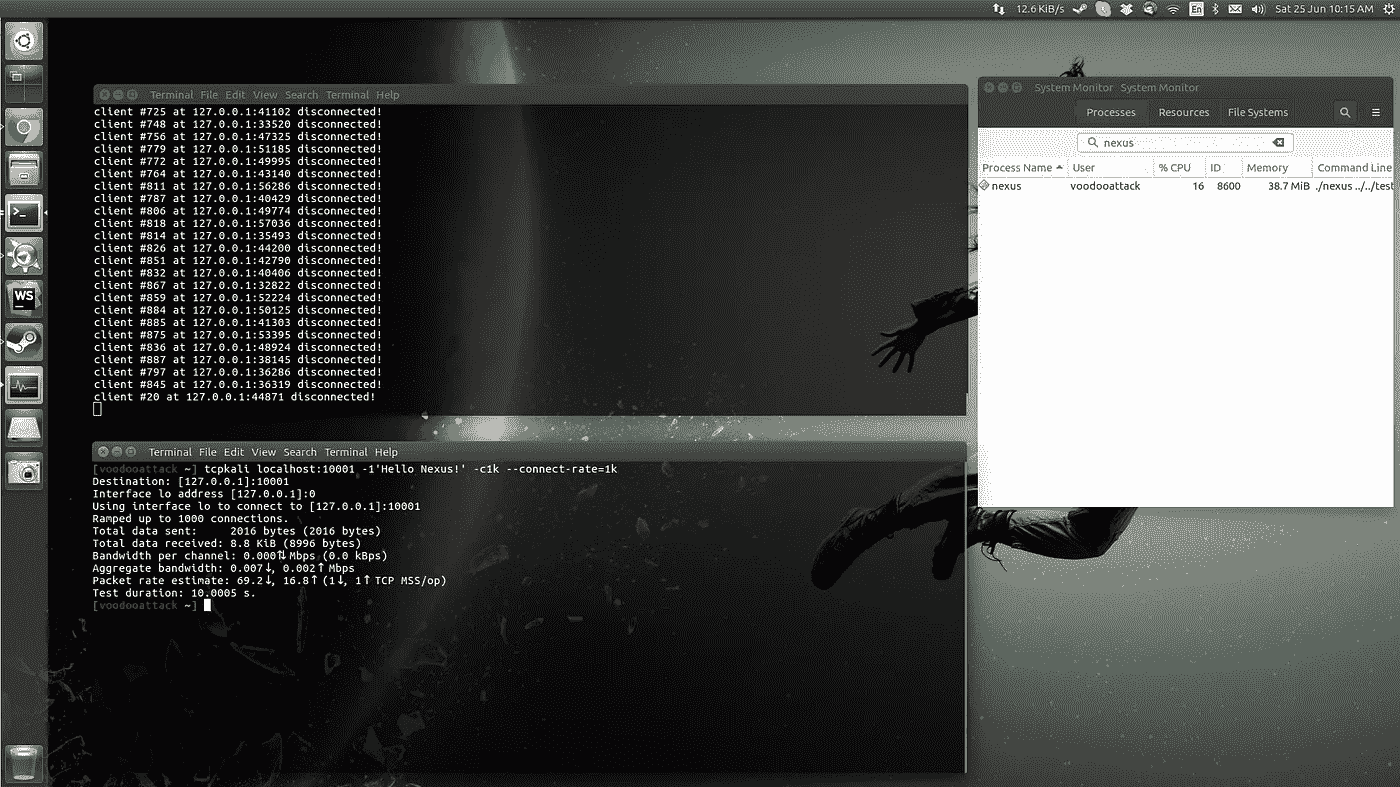 12.6 KiB/s En Sat 25 Jun 10:15 AM
Terminal File Edit View Search Terminal Help
client #725 at 127.0.0.1:41102 disconnected!
client #748 at 127.0.0.1:33520 disconnected!
client #756 at 127.0.0.1:47325 disconnected!
client #779 at 127.0.0.1:51185 disconnected!
client #772 at 127.0.0.1:49995 disconnected!
client #764 at 127.0.0.1:43140 disconnected!
client #811 at 127.0.0.1:56286 disconnected!
client #787 at 127.0.0.1:40429 disconnected!
client #806 at 127.0.0.1:49774 disconnected!
client #818 at 127.0.0.1:57036 disconnected!
client #814 at 127.0.0.1:35493 disconnected!
client #826 at 127.0.0.1:44200 disconnected!
client #851 at 127.0.0.1:42790 disconnected!
client #832 at 127.0.0.1:40406 disconnected!
client #867 at 127.0.0.1:32822 disconnected!
client #859 at 127.0.0.1:52224 disconnected!
client #884 at 127.0.0.1:50125 disconnected!
client #885 at 127.0.0.1:41303 disconnected!
client #875 at 127.0.0.1:53395 disconnected!
client #836 at 127.0.0.1:48924 disconnected!
client #887 at 127.0.0.1:38145 disconnected!
client #797 at 127.0.0.1:36286 disconnected!
client #845 at 127.0.0.1:36319 disconnected!
client #20 at 127.0.0.1:44871 disconnected!
Terminal File Edit View Search Terminal Help
[voodooattack ~] tcpkali localhost:10001 -1'Hello Nexus!' -c1k --connect-rate=1k
Destination: [127.0.0.1]:10001
Interface lo address [127.0.0.1]:0
Using interface lo to connect to [127.0.0.1]:10001
Ramped up to 1000 connections.
Total data sent: 2016 bytes (2016 bytes)
Total data received: 8.8 KiB (8996 bytes)
Bandwidth per channel: 0.000⇅ Mbps (0.0 kBps)
Aggregate bandwidth: 0.007↓, 0.002↑ Mbps
Packet rate estimate: 69.2↓, 16.8↑ (1↓, 1↑ TCP MSS/op)
Test duration: 10.0005 s.
[voodooattack ~]
System Monitor System Monitor
Processes Resources File Systems
nexus
Process Name User % CPU ID Memory Command Line
nexus voodooattack 16 8600 38.7 MiB ./nexus ../../test
WS